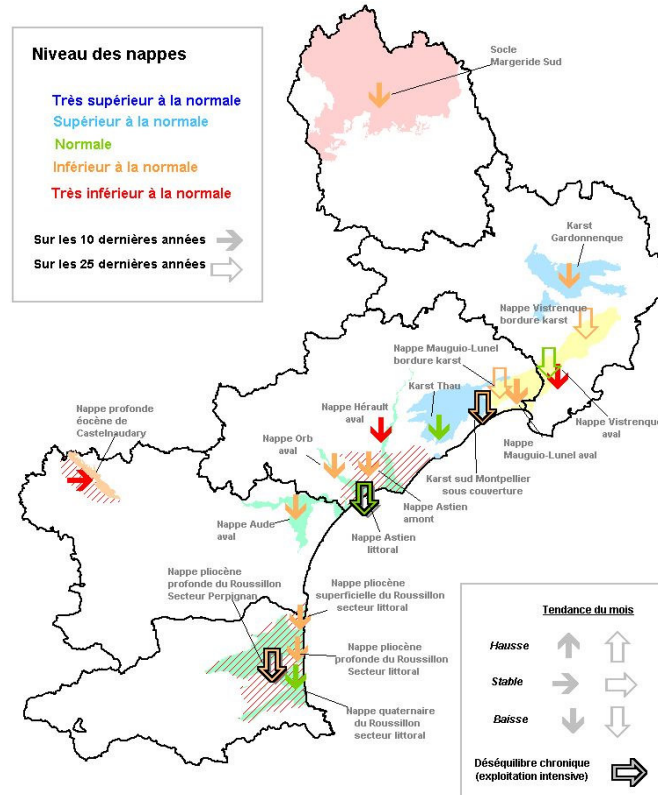 Niveau des nappes
Très supérieur à la normale
Supérieur à la normale
Normale
Inférieur à la normale
Très inférieur à la normale
Sur les 10 dernières années
Sur les 25 dernières années
Socle
Margeride Sud
Karst
Gardonnenque
Nappe Vistrenque
bordure karst
Nappe Mauguio-Lunel
bordure karst
Karst Thau
Nappe Hérault
aval
Nappe profonde
éocène de
Castelnaudary
Nappe Orb
aval
Nappe Vistrenque
aval
Nappe
Mauguio-Lunel aval
Karst sud Montpellier
sous couverture
Nappe Astien
amont
Nappe Aude
aval
Nappe Astien
littoral
Nappe pliocène
profonde du Roussillon
Secteur Perpignan
Nappe pliocène
superficielle du Roussillon
secteur littoral
Nappe pliocène
profonde du Roussillon
Secteur littoral
Nappe quaternaire
du Roussillon
secteur littoral
Tendance du mois
Hausse
Stable
Baisse
Déséquilibre chronique
(exploitation intensive)